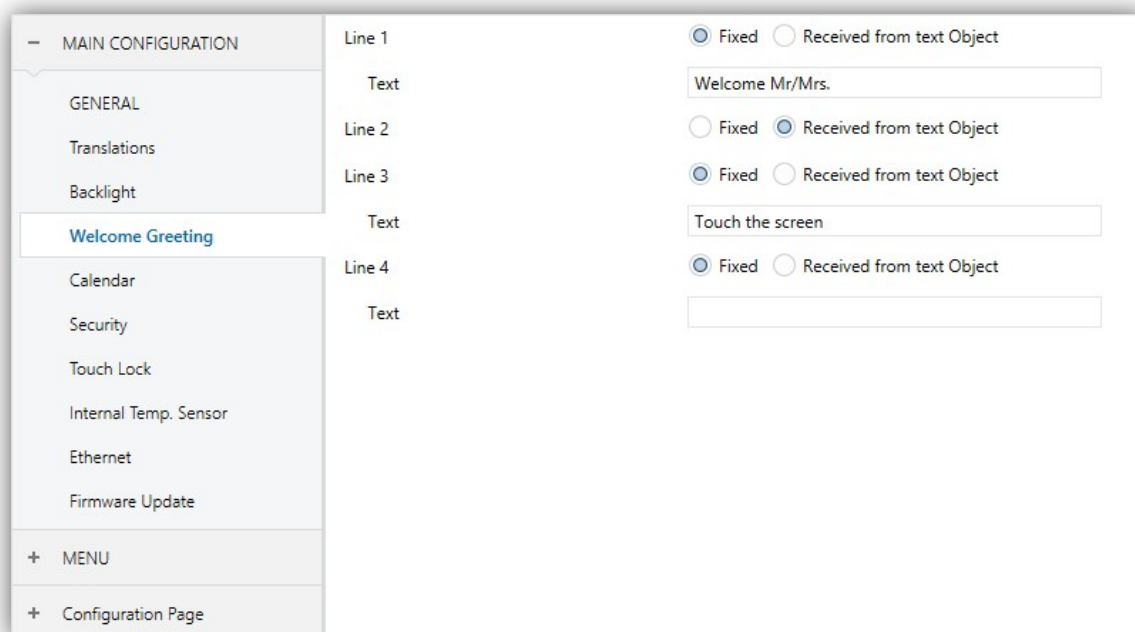 MAIN CONFIGURATION
GENERAL
Translations
Backlight
Welcome Greeting
Calendar
Security
Touch Lock
Internal Temp. Sensor
Ethernet
Firmware Update
MENU
Configuration Page
Line 1 Fixed Received from text Object
Text Welcome Mr/Mrs.
Line 2 Fixed Received from text Object
Line 3 Fixed Received from text Object
Text Touch the screen
Line 4 Fixed Received from text Object
Text